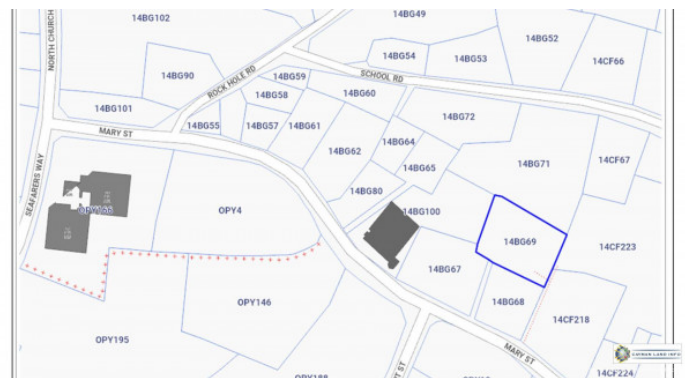 14BG102
14BG49
14BG52
NORTH CHURCH
14BG54
14BG53
14CF66
14BG90
ROCK HOLE RD
14BG59
SCHOOL RD
14BG58
14BG60
14BG101
14BG72
MARY ST
14BG55
14BG57
14BG61
14BG64
14BG62
14BG65
14BG71
14CF67
SEAFARERS WAY
14BG80
OPY166
OPY4
14BG100
14BG69
14CF223
14BG67
OPY146
14BG68
14CF218
OPY195
MARY ST
CAYMAN LAND INFO
14CF224